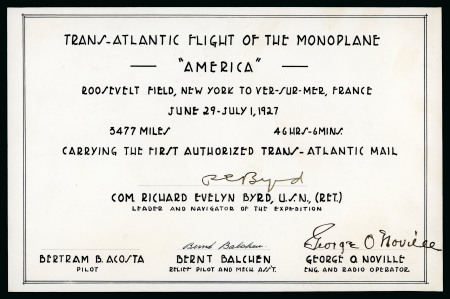 TRANS-ATLANTIC FLIGHT OF THE MONOPLANE
— "AMERICA" —
ROOSEVELT FIELD, NEW YORK TO VER-SUR-MER, FRANCE
JUNE 29-JULY 1, 1927
3477 MILES 46 HRS-6 MINS.
CARRYING THE FIRST AUTHORIZED TRANS-ATLANTIC MAIL
R E Byrd
COM. RICHARD EVELYN BYRD, U.S.N., (RET.)
LEADER AND NAVIGATOR OF THE EXPEDITION
Bernt Balchen George O Noville
BERTRAM B. ACOSTA BERNT BALCHEN GEORGE O. NOVILLE
PILOT RELIEF PILOT AND MECH ASS'T. ENG. AND RADIO OPERATOR